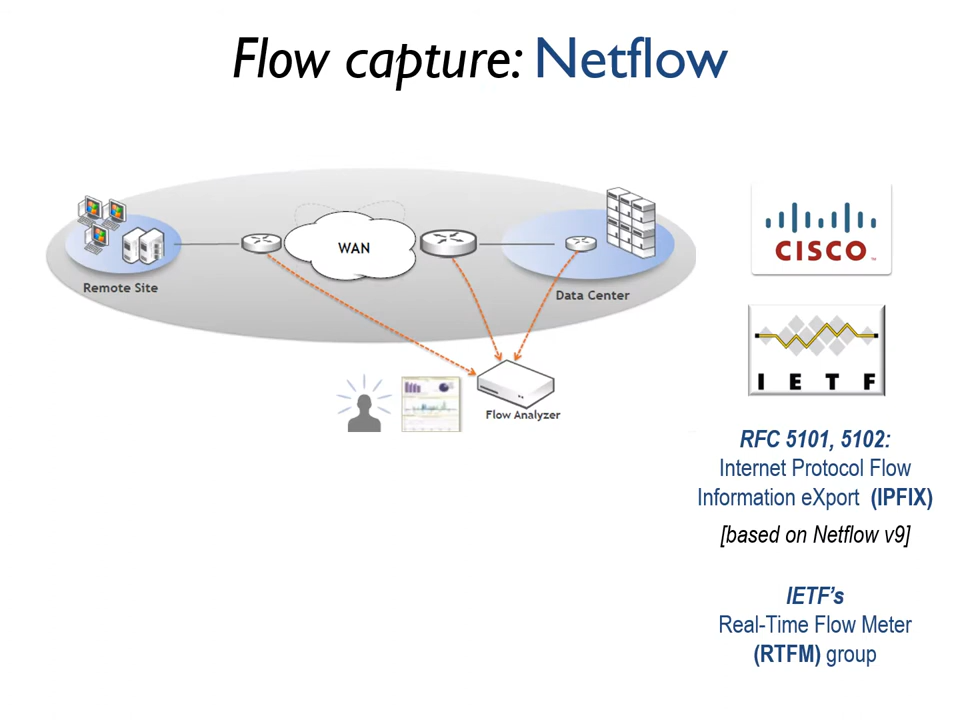 Flow capture: Netflow
WAN
Remote Site
Data Center
Flow Analyzer
CISCO
™
I E T F
RFC 5101, 5102:
Internet Protocol Flow
Information eXport (IPFIX)
[based on Netflow v9]
IETF's
Real-Time Flow Meter
(RTFM) group